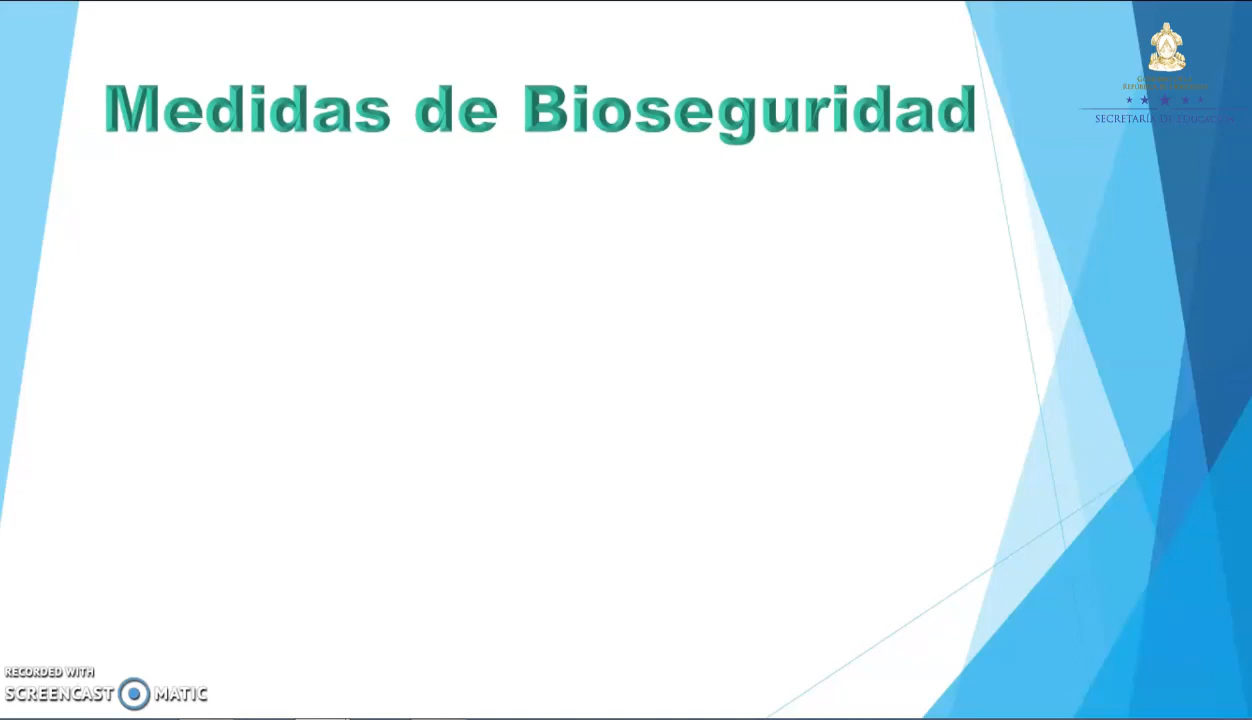 Medidas de Bioseguridad
SECRETARÍA DE EDUCACIÓN
RECORDED WITH
SCREENCAST MATIC